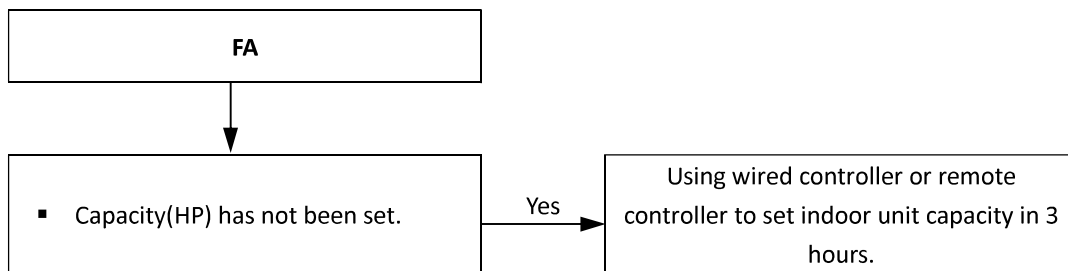 FA
▪ Capacity(HP) has not been set.
Yes
Using wired controller or remote
controller to set indoor unit capacity in 3
hours.